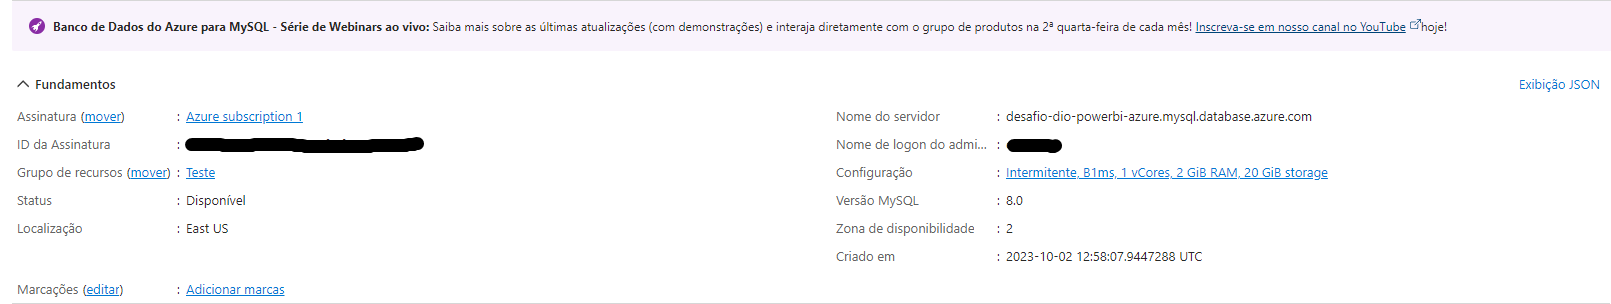 Banco de Dados do Azure para MySQL - Série de Webinars ao vivo: Saiba mais sobre as últimas atualizações (com demonstrações) e interaja diretamente com o grupo de produtos na 2ª quarta-feira de cada mês! Inscreva-se em nosso canal no YouTube hoje!
Fundamentos
Exibição JSON
Assinatura (mover) : Azure subscription 1
ID da Assinatura :
Grupo de recursos (mover) : Teste
Status : Disponível
Localização : East US
Nome do servidor : desafio-dio-powerbi-azure.mysql.database.azure.com
Nome de logon do admi... :
Configuração : Intermitente, B1ms, 1 vCores, 2 GiB RAM, 20 GiB storage
Versão MySQL : 8.0
Zona de disponibilidade : 2
Criado em : 2023-10-02 12:58:07.9447288 UTC
Marcações (editar) : Adicionar marcas